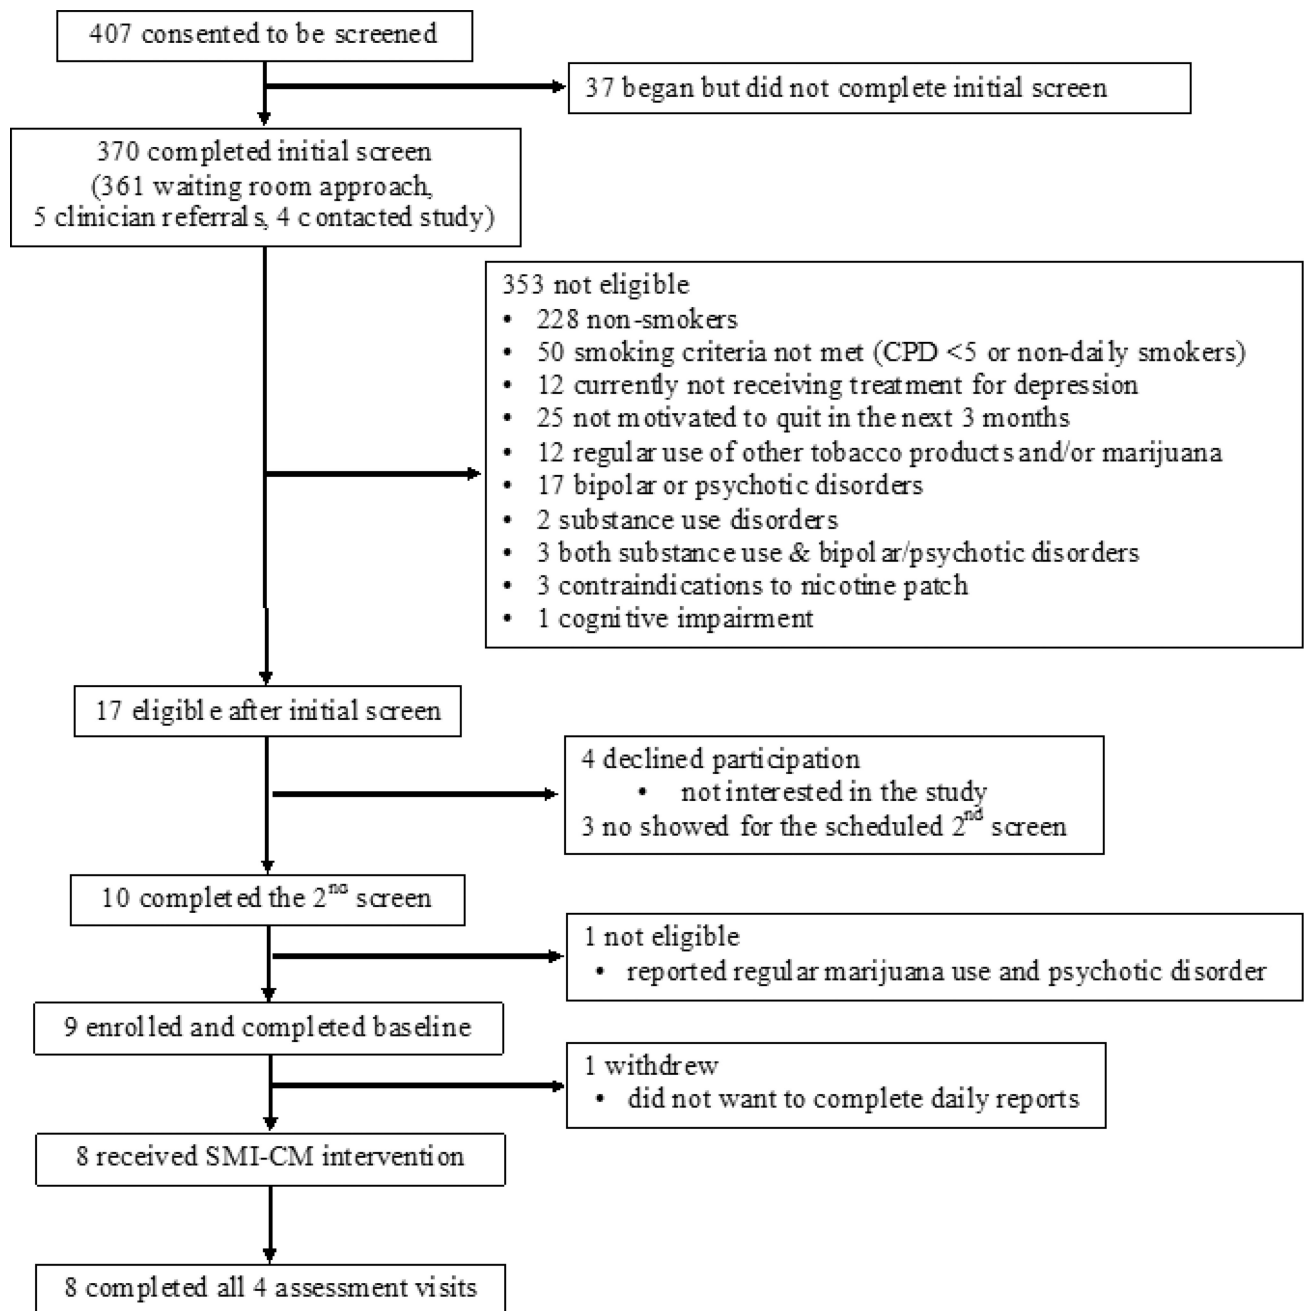 407 consented to be screened
37 began but did not complete initial screen
370 completed initial screen
(361 waiting room approach,
5 clinician referrals, 4 contacted study)
353 not eligible
• 228 non-smokers
• 50 smoking criteria not met (CPD <5 or non-daily smokers)
• 12 currently not receiving treatment for depression
• 25 not motivated to quit in the next 3 months
• 12 regular use of other tobacco products and/or marijuana
• 17 bipolar or psychotic disorders
• 2 substance use disorders
• 3 both substance use & bipolar/psychotic disorders
• 3 contraindications to nicotine patch
• 1 cognitive impairment
17 eligible after initial screen
4 declined participation
• not interested in the study
3 no showed for the scheduled 2nd screen
10 completed the 2nd screen
1 not eligible
• reported regular marijuana use and psychotic disorder
9 enrolled and completed baseline
1 withdrew
• did not want to complete daily reports
8 received SMI-CM intervention
8 completed all 4 assessment visits